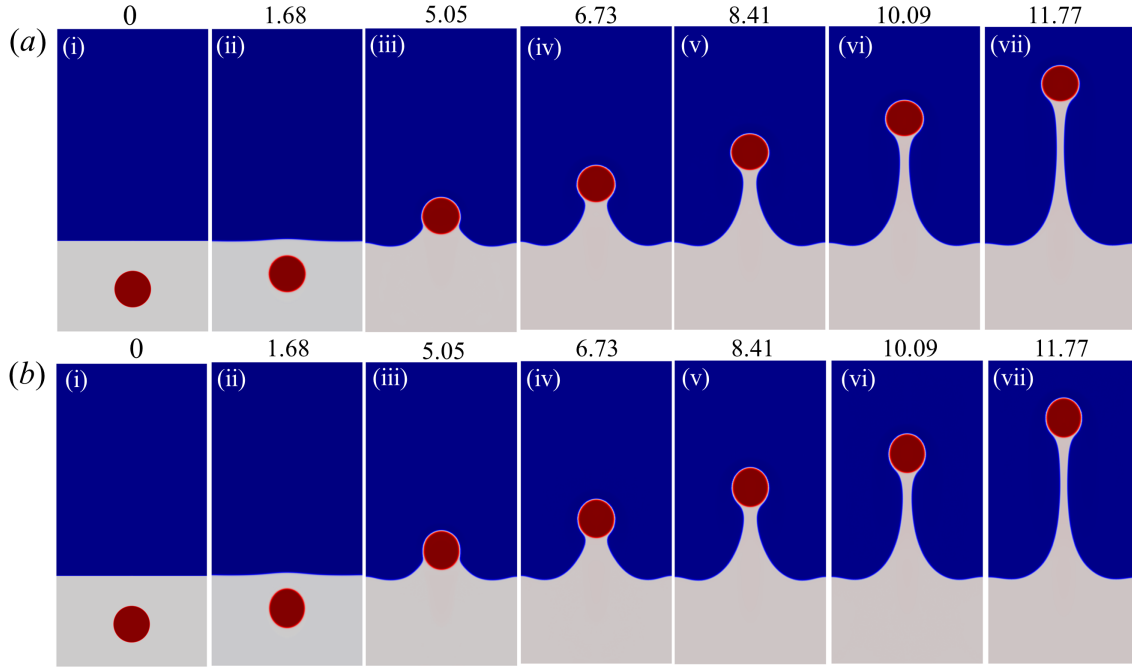 0 1.68 5.05 6.73 8.41 10.09 11.77
(a) (i) (ii) (iii) (iv) (v) (vi) (vii)
0 1.68 5.05 6.73 8.41 10.09 11.77
(b) (i) (ii) (iii) (iv) (v) (vi) (vii)